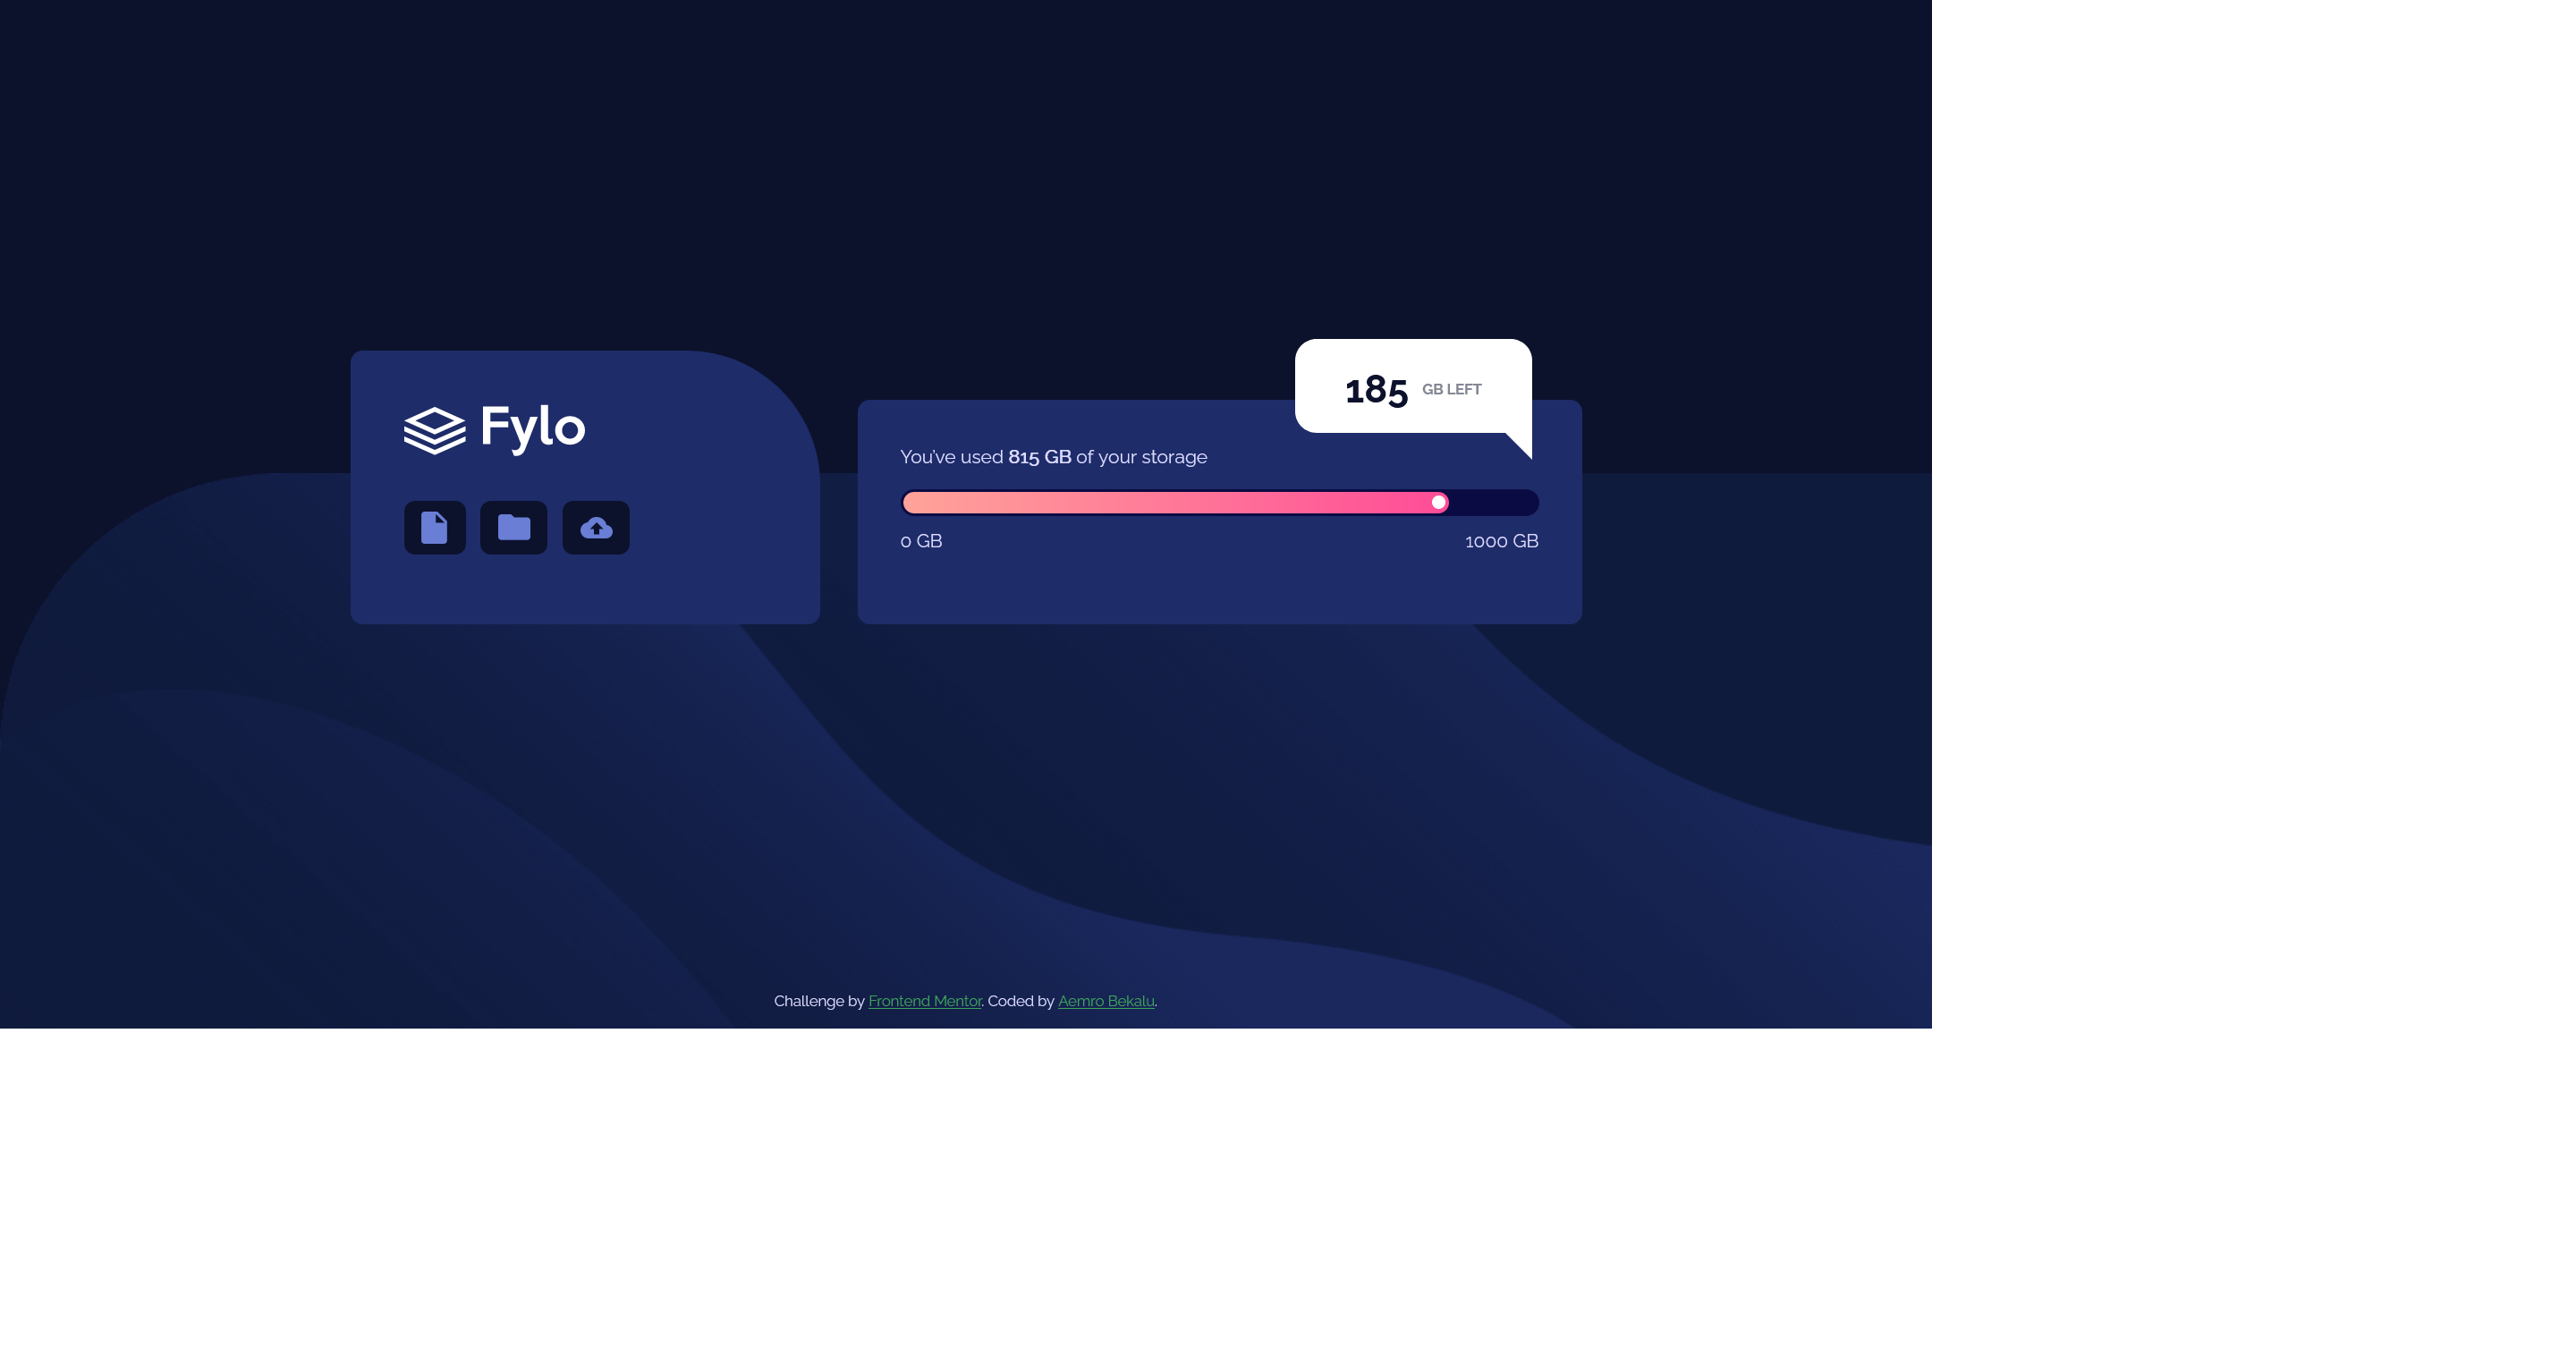 Fylo
185 GB LEFT
You've used 815 GB of your storage
0 GB
1000 GB
Challenge by Frontend Mentor. Coded by Aemro Bekalu.